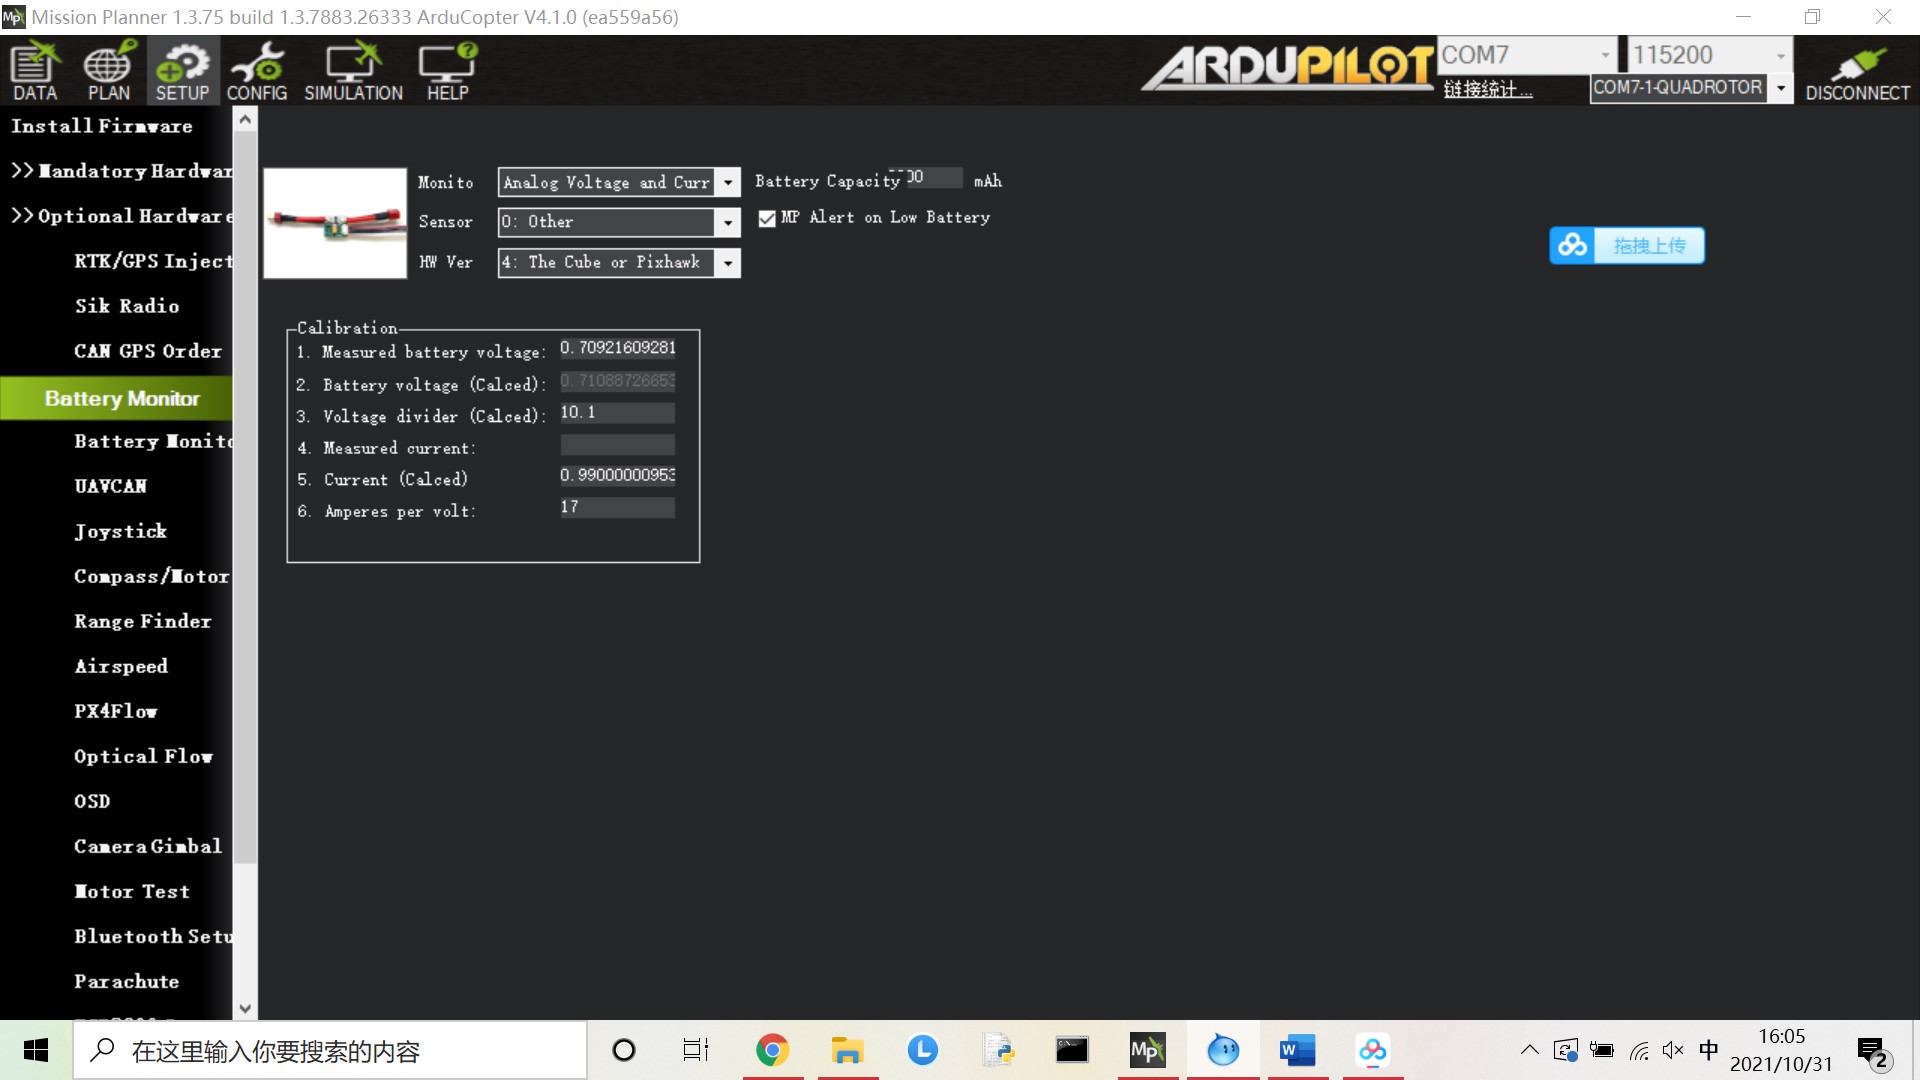 Mission Planner 1.3.75 build 1.3.7883.26333 ArduCopter V4.1.0 (ea559a56)
DATA
PLAN
SETUP
CONFIG
SIMULATION
HELP
ARDUPILOT
COM7
115200
链接统计...
COM7-1-QUADROTOR
DISCONNECT
Install Firmware
>> Mandatory Hardwar
>> Optional Hardware
RTK/GPS Inject
Sik Radio
CAN GPS Order
Battery Monitor
Battery Monito
UAVCAN
Joystick
Compass/Motor
Range Finder
Airspeed
PX4Flow
Optical Flow
OSD
Camera Gimbal
Motor Test
Bluetooth Setu
Parachute
Monito
Analog Voltage and Curr
Battery Capacity
mAh
Sensor
0: Other
MP Alert on Low Battery
HW Ver
4: The Cube or Pixhawk
拖拽上传
Calibration
1. Measured battery voltage: 0.70921609281
2. Battery voltage (Calced): 0.71088726653
3. Voltage divider (Calced): 10.1
4. Measured current:
5. Current (Calced) 0.99000000953
6. Amperes per volt: 17
在这里输入你要搜索的内容
Mp
W
中
16:05
2021/10/31
2